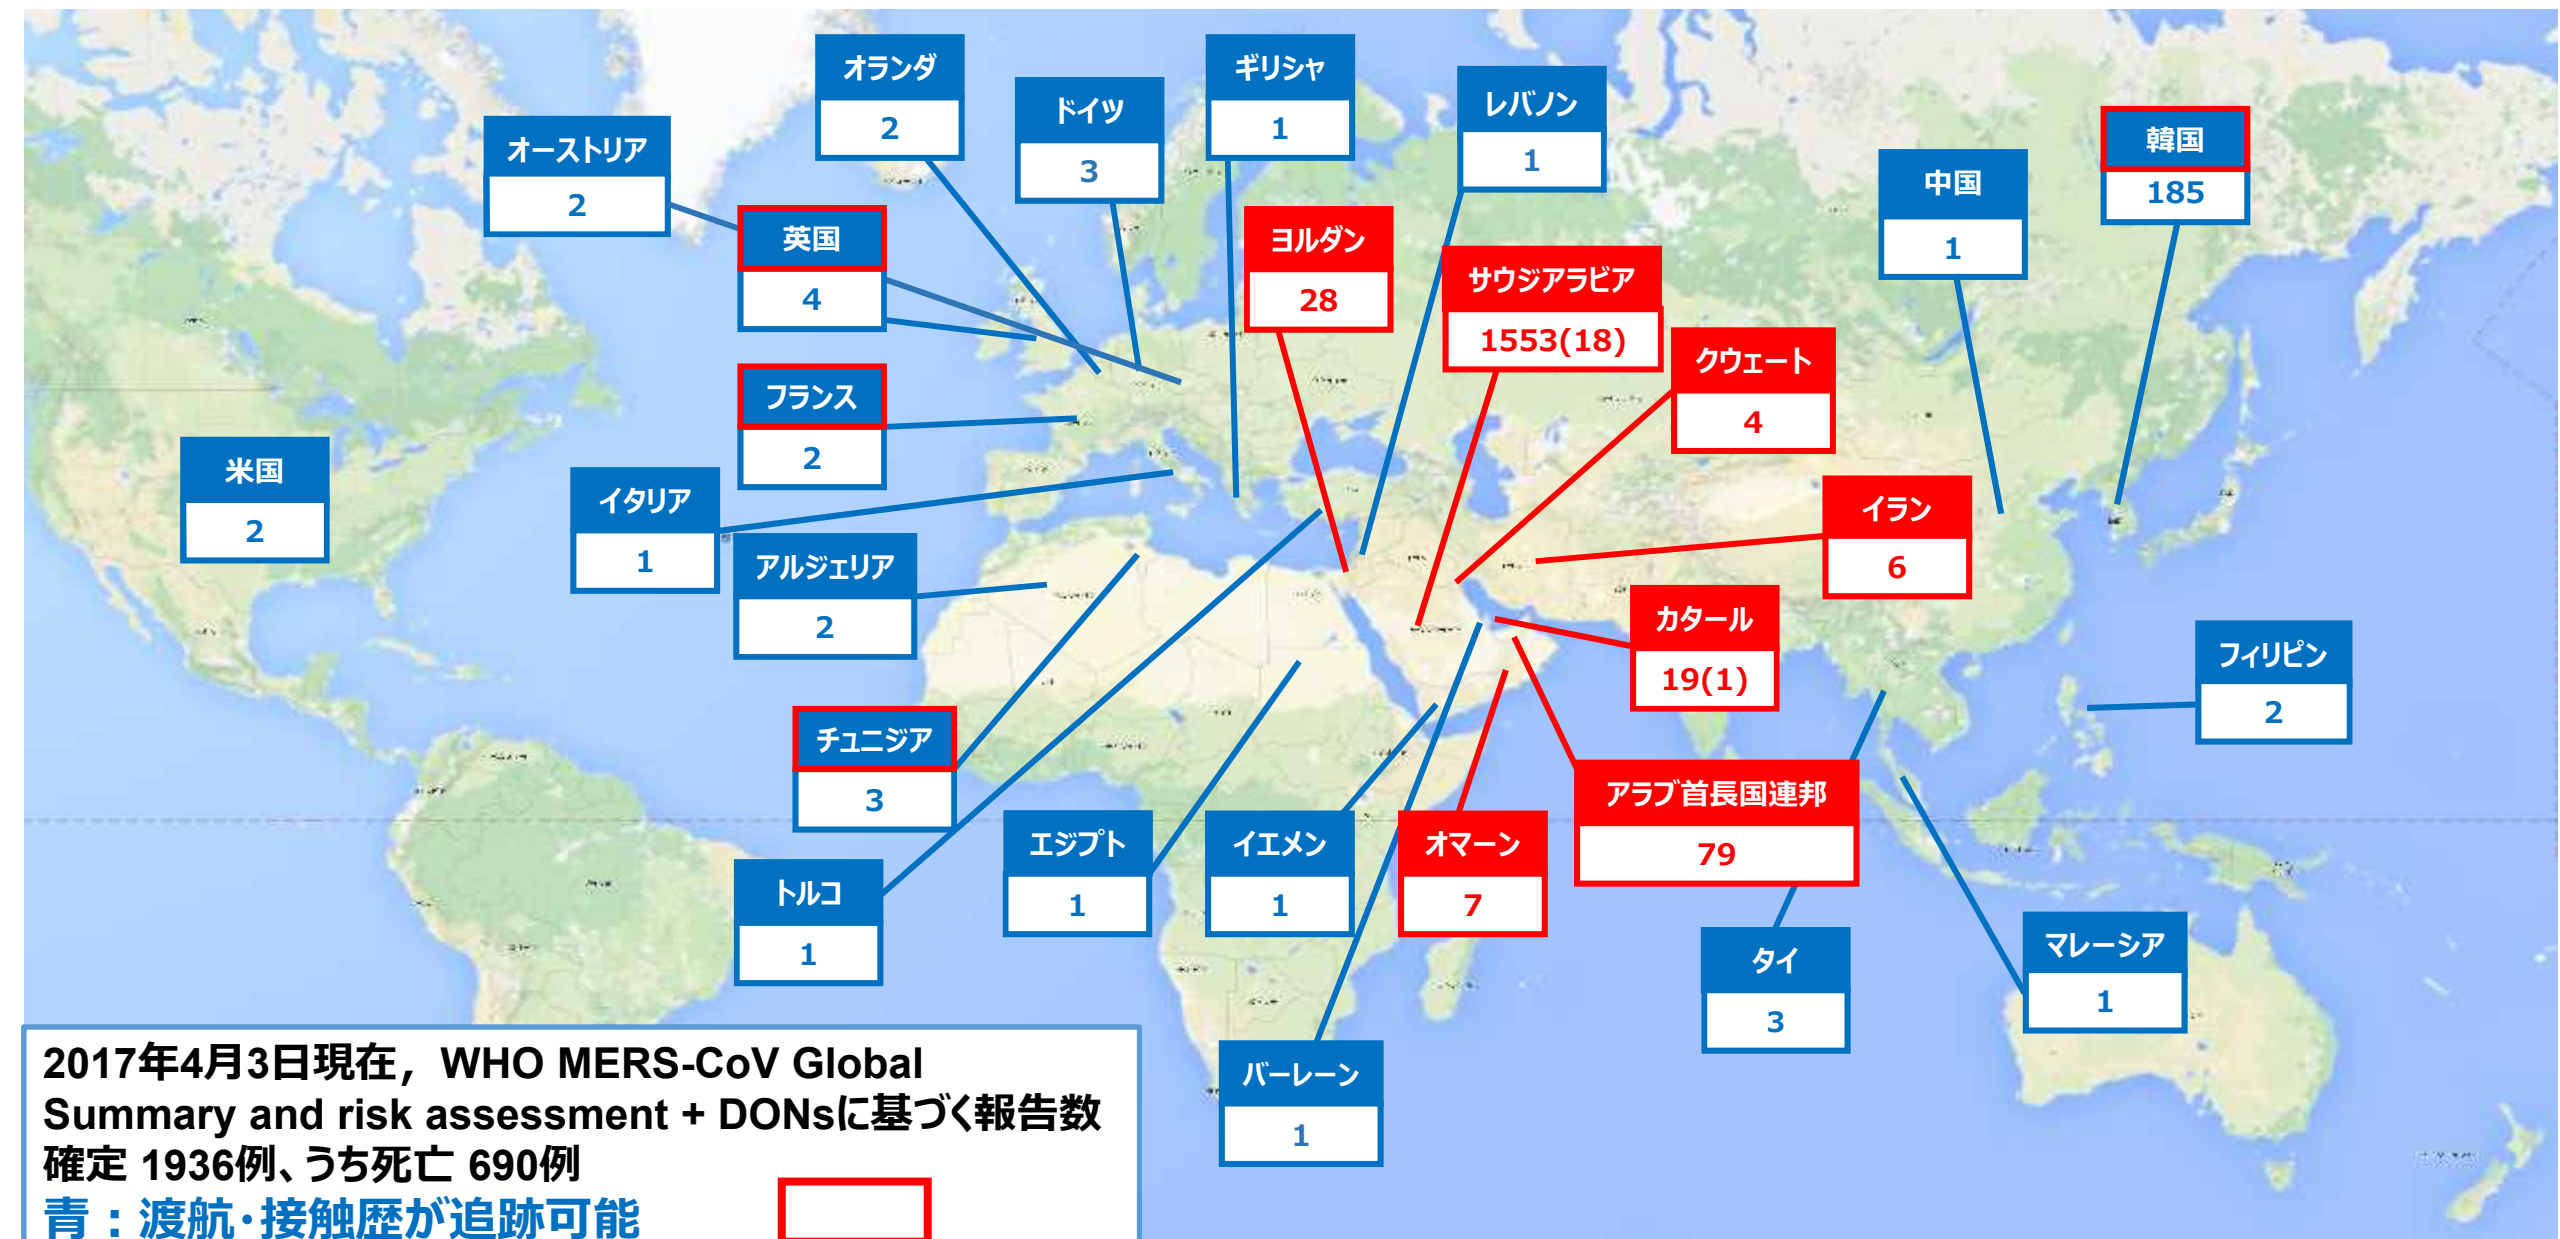 オランダ
2
ギリシャ
1
ドイツ
3
レバノン
1
オーストリア
2
韓国
185
中国
1
英国
4
ヨルダン
28
サウジアラビア
1553(18)
クウェート
4
フランス
2
米国
2
イタリア
1
イラン
6
アルジェリア
2
カタール
19(1)
フィリピン
2
チュニジア
3
アラブ首長国連邦
79
エジプト
1
イエメン
1
オマーン
7
トルコ
1
タイ
3
マレーシア
1
バーレーン
1
2017年4月3日現在，WHO MERS-CoV Global
Summary and risk assessment + DONsに基づく報告数
確定 1936例、うち死亡 690例
青：渡航・接触歴が追跡可能